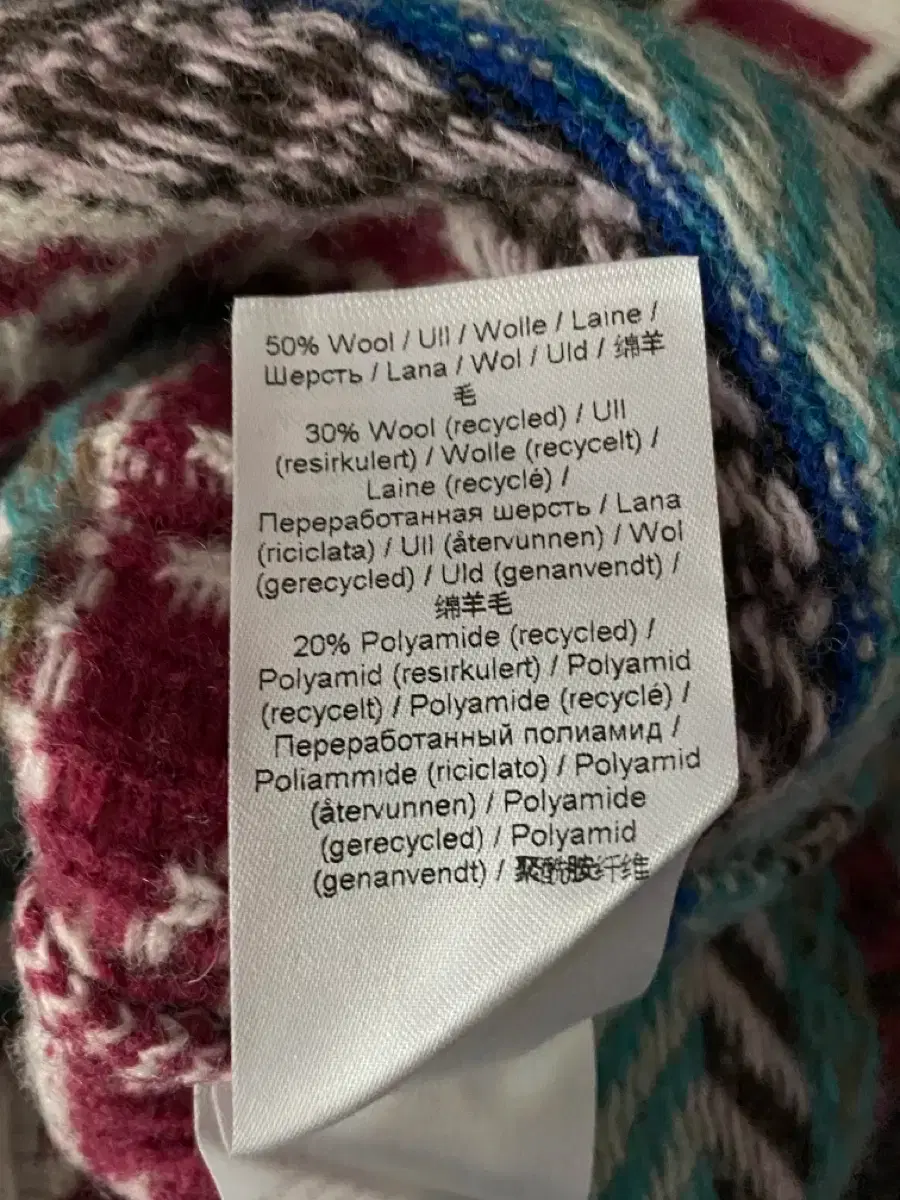 50% Wool / Ull / Wolle / Laine /
Шерсть / Lana / Wol / Uld / 绵羊
毛
30% Wool (recycled) / Ull
(resirkulert) / Wolle (recycelt) /
Laine (recyclé) /
Переработанная шерсть / Lana
(riciclata) / Ull (återvunnen) / Wol
(gerecycled) / Uld (genanvendt) /
绵羊毛
20% Polyamide (recycled) /
Polyamid (resirkulert) / Polyamid
(recycelt) / Polyamide (recyclé) /
Переработанный полиамид /
Poliammide (riciclato) / Polyamid
(återvunnen) / Polyamide
(gerecycled) / Polyamid
(genanvendt) / 聚酰胺纤维